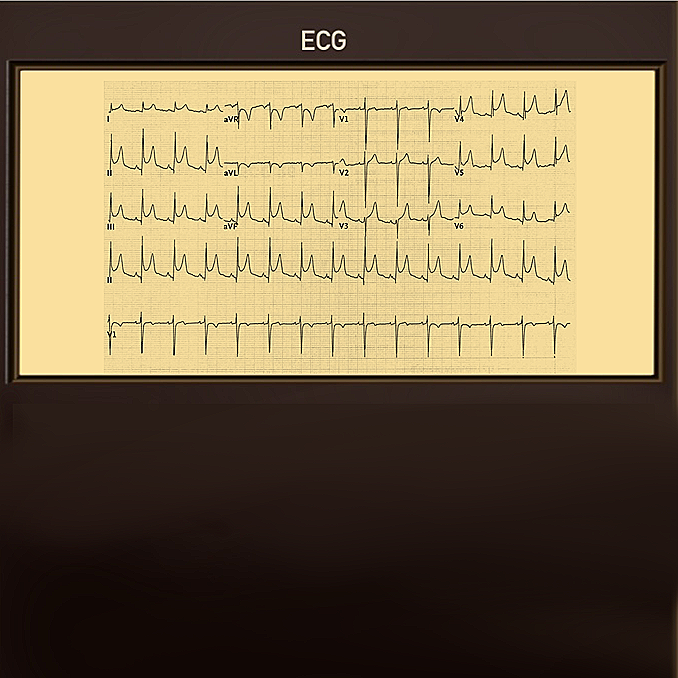 ECG
I aVR V1 V4
II aVL V2 V5
III aVF V3 V6
II
V1